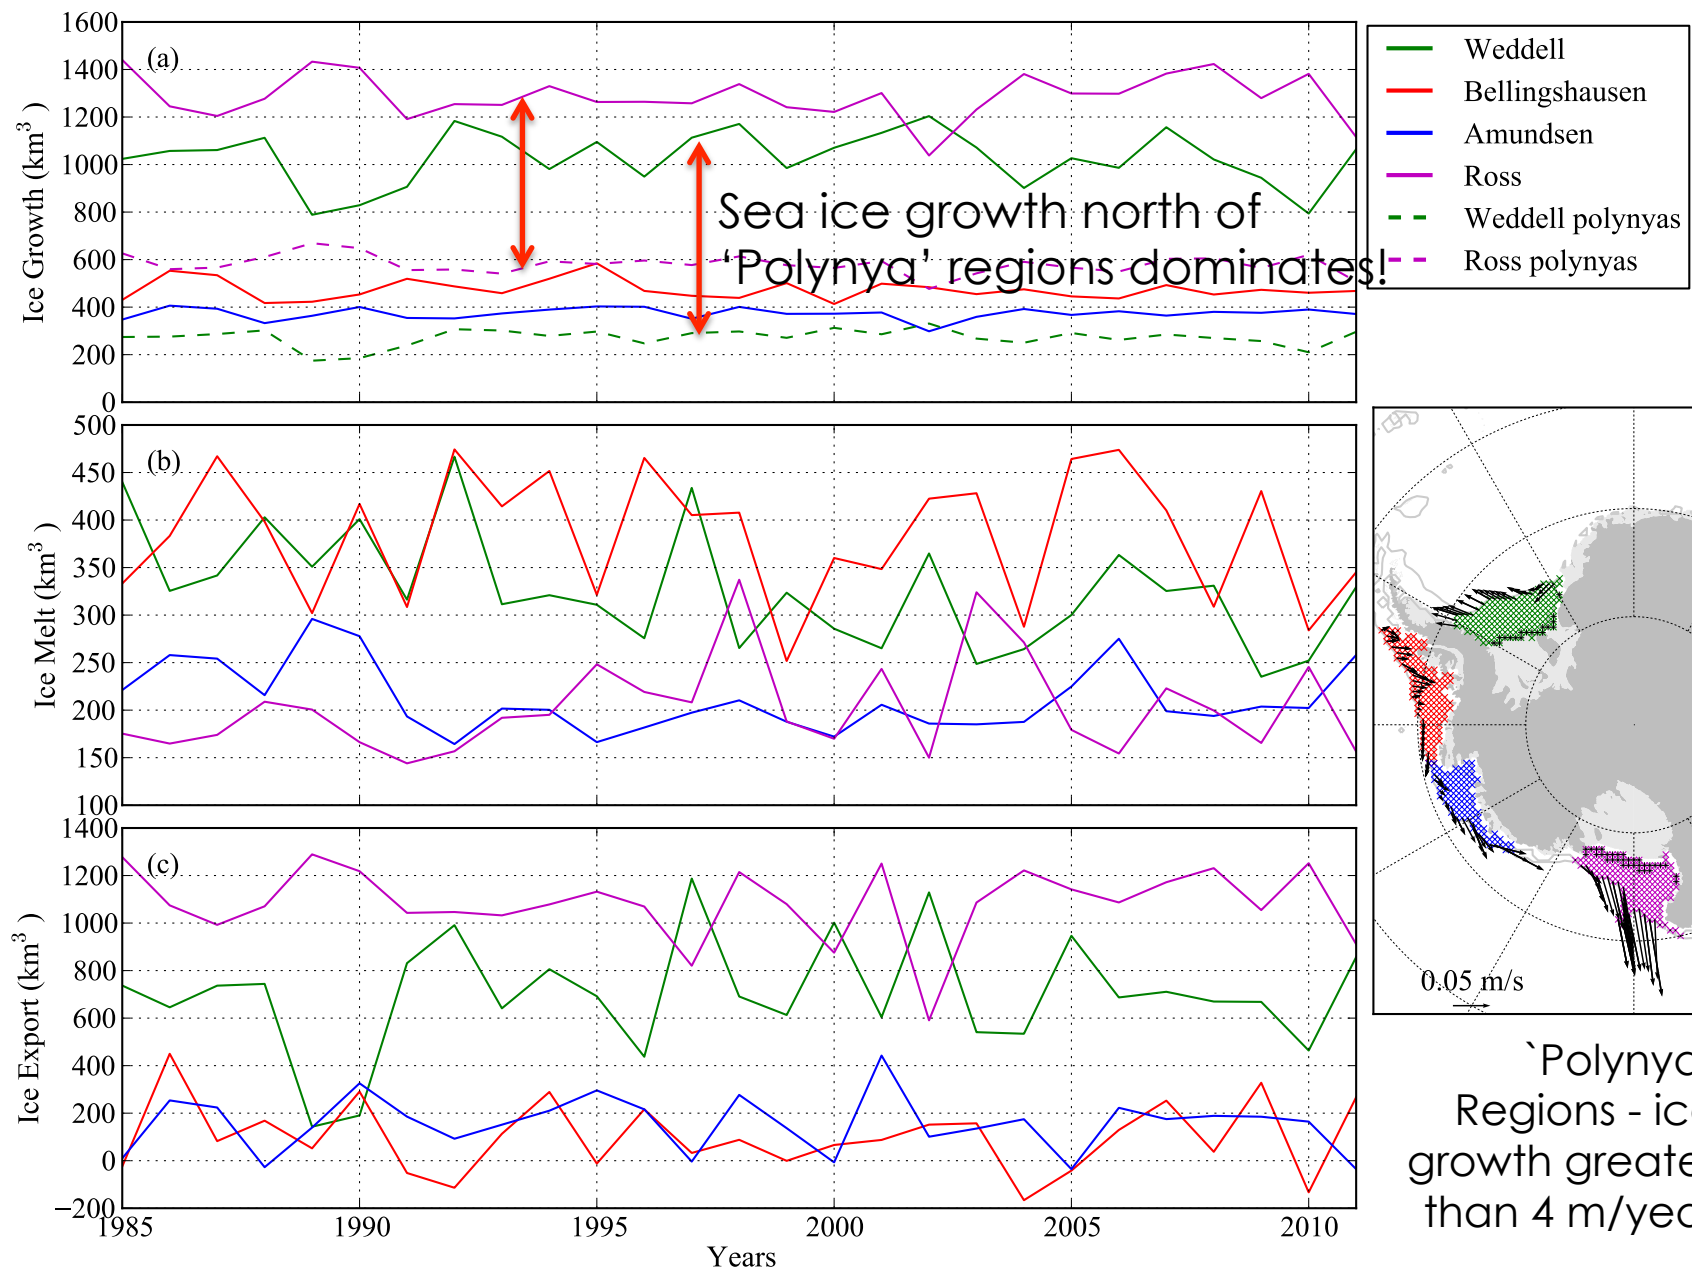 1600
1400
1200
1000
800
600
400
200
0
Ice Growth (km³)
(a)
Sea ice growth north of
‘Polynya’ regions dominates!
Weddell
Bellingshausen
Amundsen
Ross
Weddell polynyas
Ross polynyas
500
450
400
350
300
250
200
150
100
Ice Melt (km³)
(b)
1400
1200
1000
800
600
400
200
0
−200
Ice Export (km³)
(c)
1985 1990 1995 2000 2005 2010
Years
0.05 m/s
`Polynya
Regions - ice
growth greate
than 4 m/yea